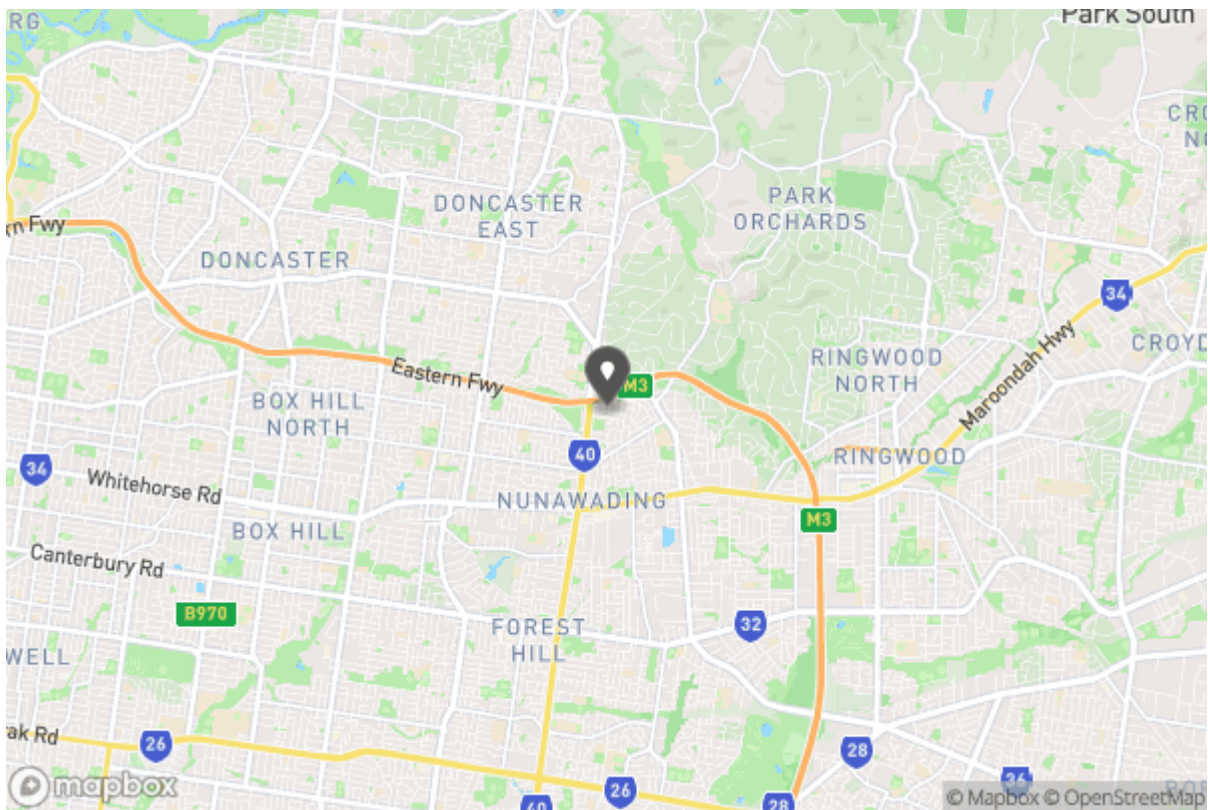 RG
Park South
CRO
NO
DONCASTER
EAST
PARK
ORCHARDS
rn Fwy
DONCASTER
34
Maroondah Hwy
CROYD
RINGWOOD
NORTH
Eastern Fwy
M3
BOX HILL
NORTH
40
34
RINGWOOD
Whitehorse Rd
NUNAWADING
M3
BOX HILL
Canterbury Rd
B970
32
FOREST
HILL
WELL
ak Rd
26
28
26
36
40
28
mapbox
© Mapbox © OpenStreetMap